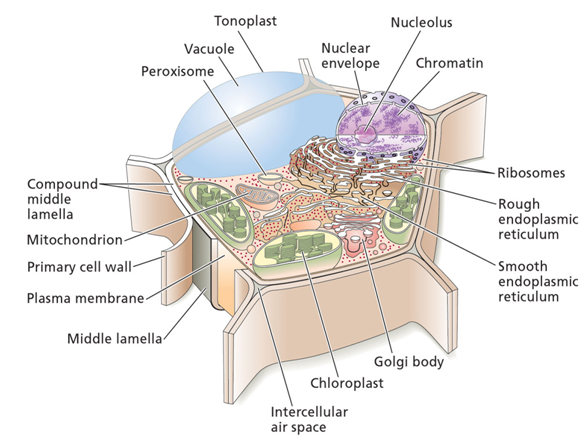 Tonoplast
Nucleolus
Vacuole
Nuclear
envelope
Chromatin
Peroxisome
Ribosomes
Compound
middle
lamella
Rough
endoplasmic
reticulum
Mitochondrion
Primary cell wall
Smooth
endoplasmic
reticulum
Plasma membrane
Middle lamella
Golgi body
Chloroplast
Intercellular
air space